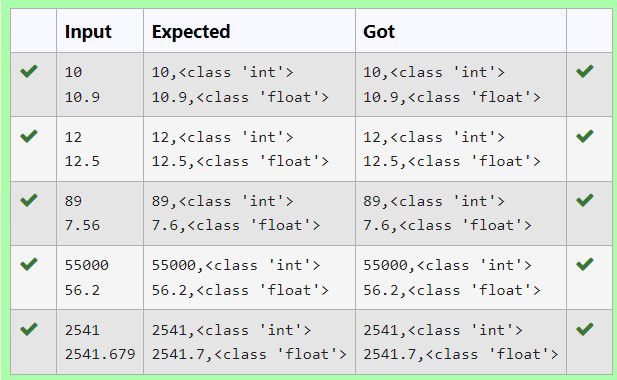 Input Expected Got
10 10,<class 'int'> 10,<class 'int'>
10.9 10.9,<class 'float'> 10.9,<class 'float'>
12 12,<class 'int'> 12,<class 'int'>
12.5 12.5,<class 'float'> 12.5,<class 'float'>
89 89,<class 'int'> 89,<class 'int'>
7.56 7.6,<class 'float'> 7.6,<class 'float'>
55000 55000,<class 'int'> 55000,<class 'int'>
56.2 56.2,<class 'float'> 56.2,<class 'float'>
2541 2541,<class 'int'> 2541,<class 'int'>
2541.679 2541.7,<class 'float'> 2541.7,<class 'float'>